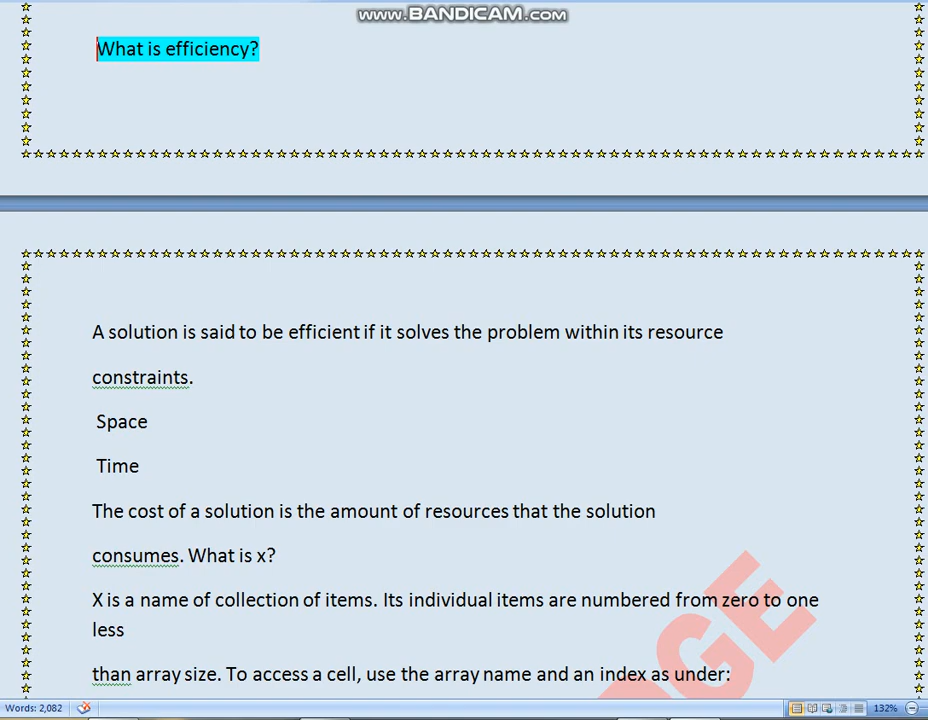 www.BANDICAM.com
What is efficiency?
A solution is said to be efficient if it solves the problem within its resource
constraints.
Space
Time
The cost of a solution is the amount of resources that the solution
consumes. What is x?
X is a name of collection of items. Its individual items are numbered from zero to one
less
than array size. To access a cell, use the array name and an index as under:
DGE
Words: 2,082
132%